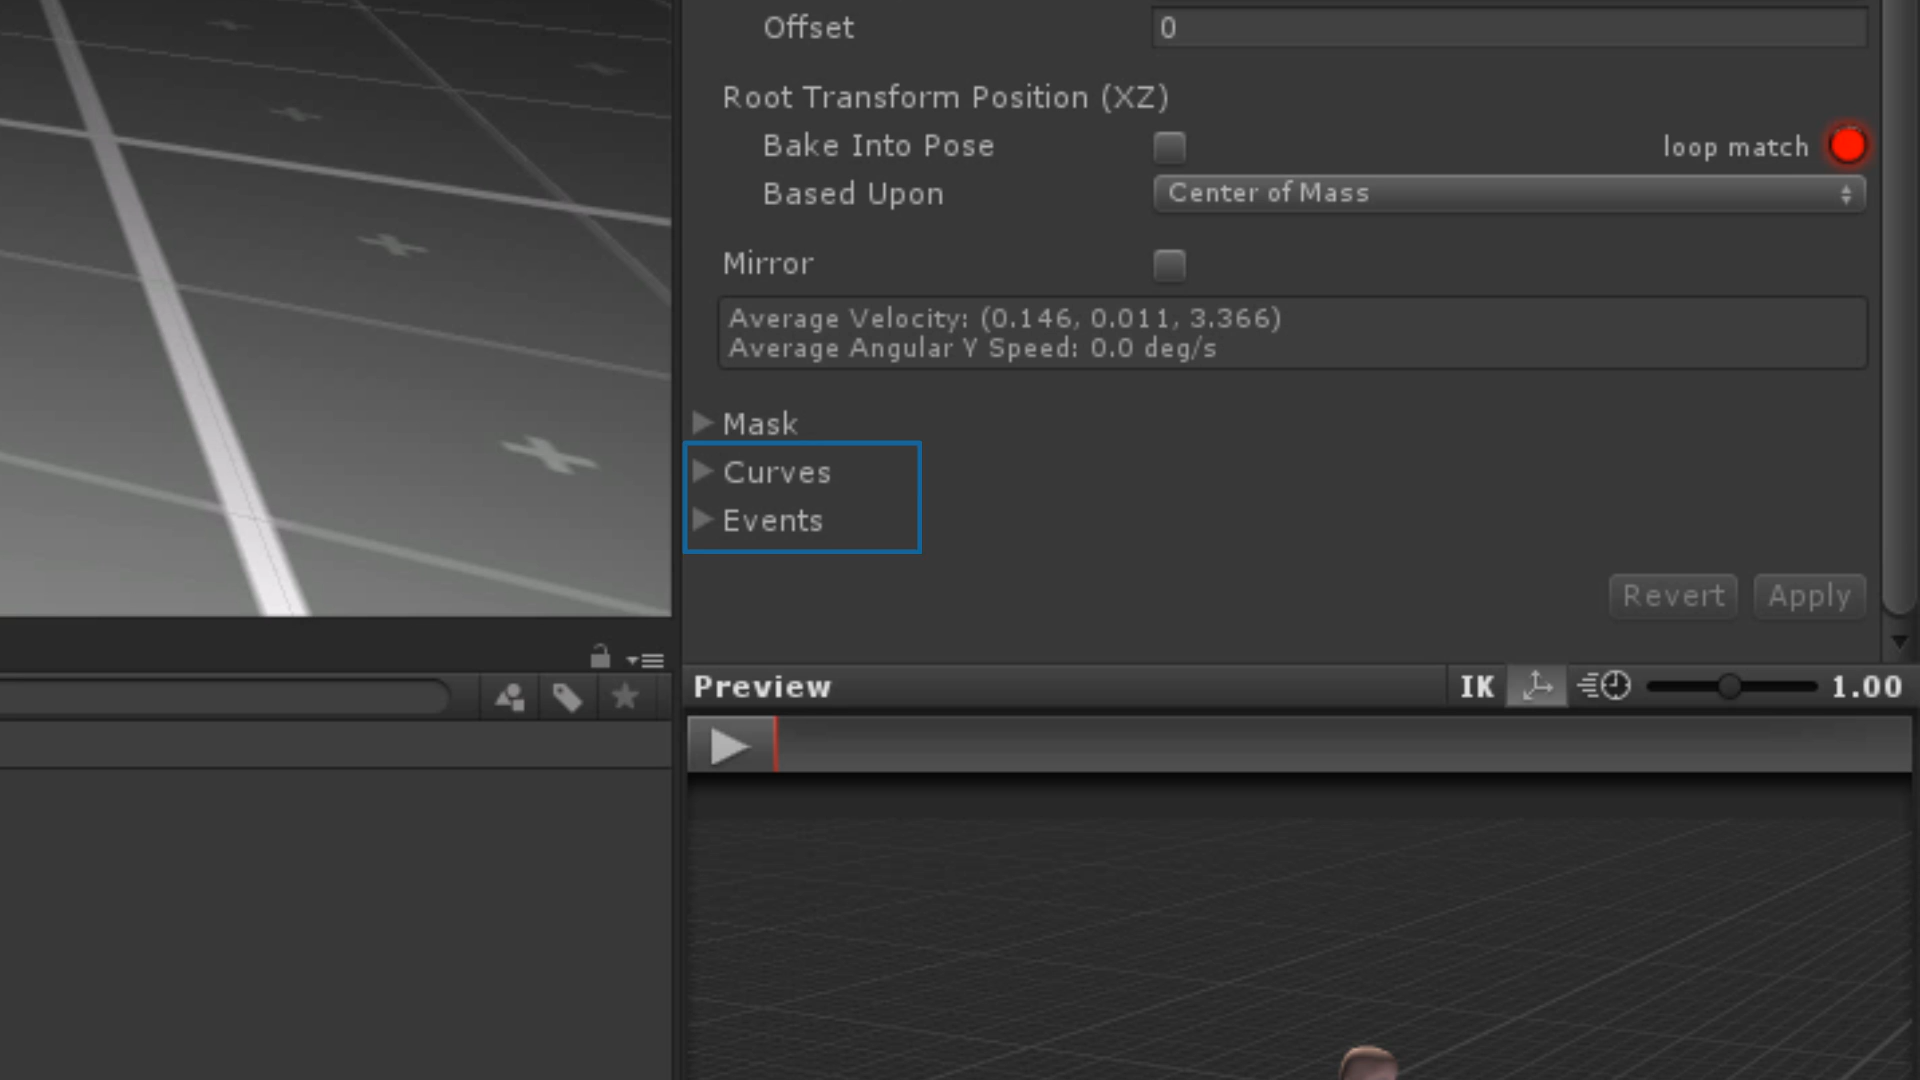 Offset 0
Root Transform Position (XZ)
Bake Into Pose loop match
Based Upon Center of Mass
Mirror
Average Velocity: (0.146, 0.011, 3.366)
Average Angular Y Speed: 0.0 deg/s
Mask
Curves
Events
Revert Apply
Preview IK 1.00